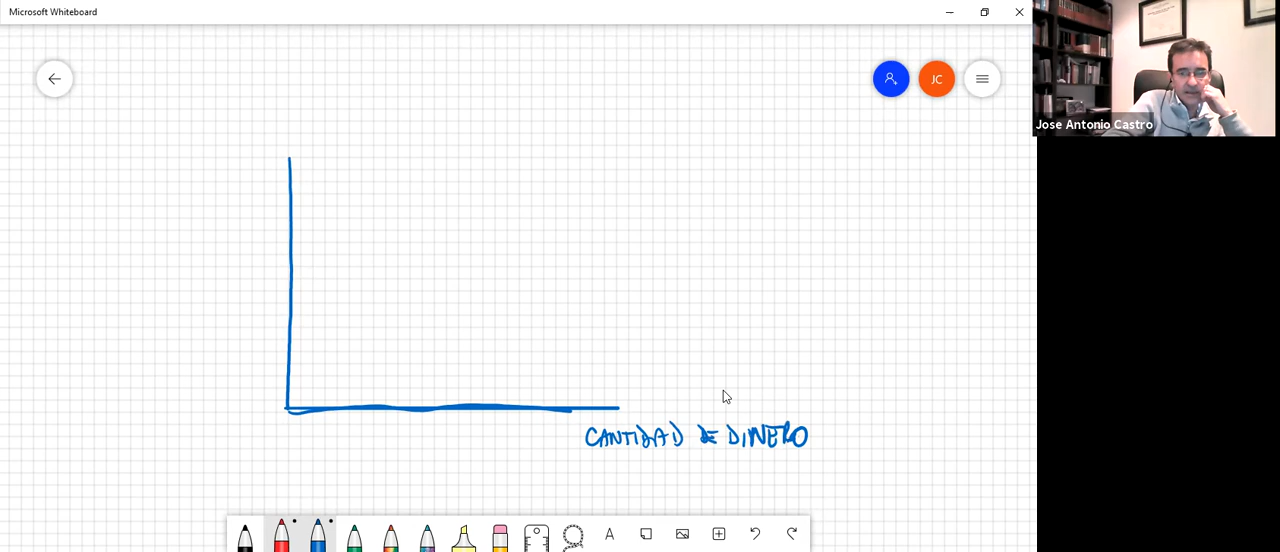 Microsoft Whiteboard
JC
Jose Antonio Castro
CANTIDAD DE DINERO
A